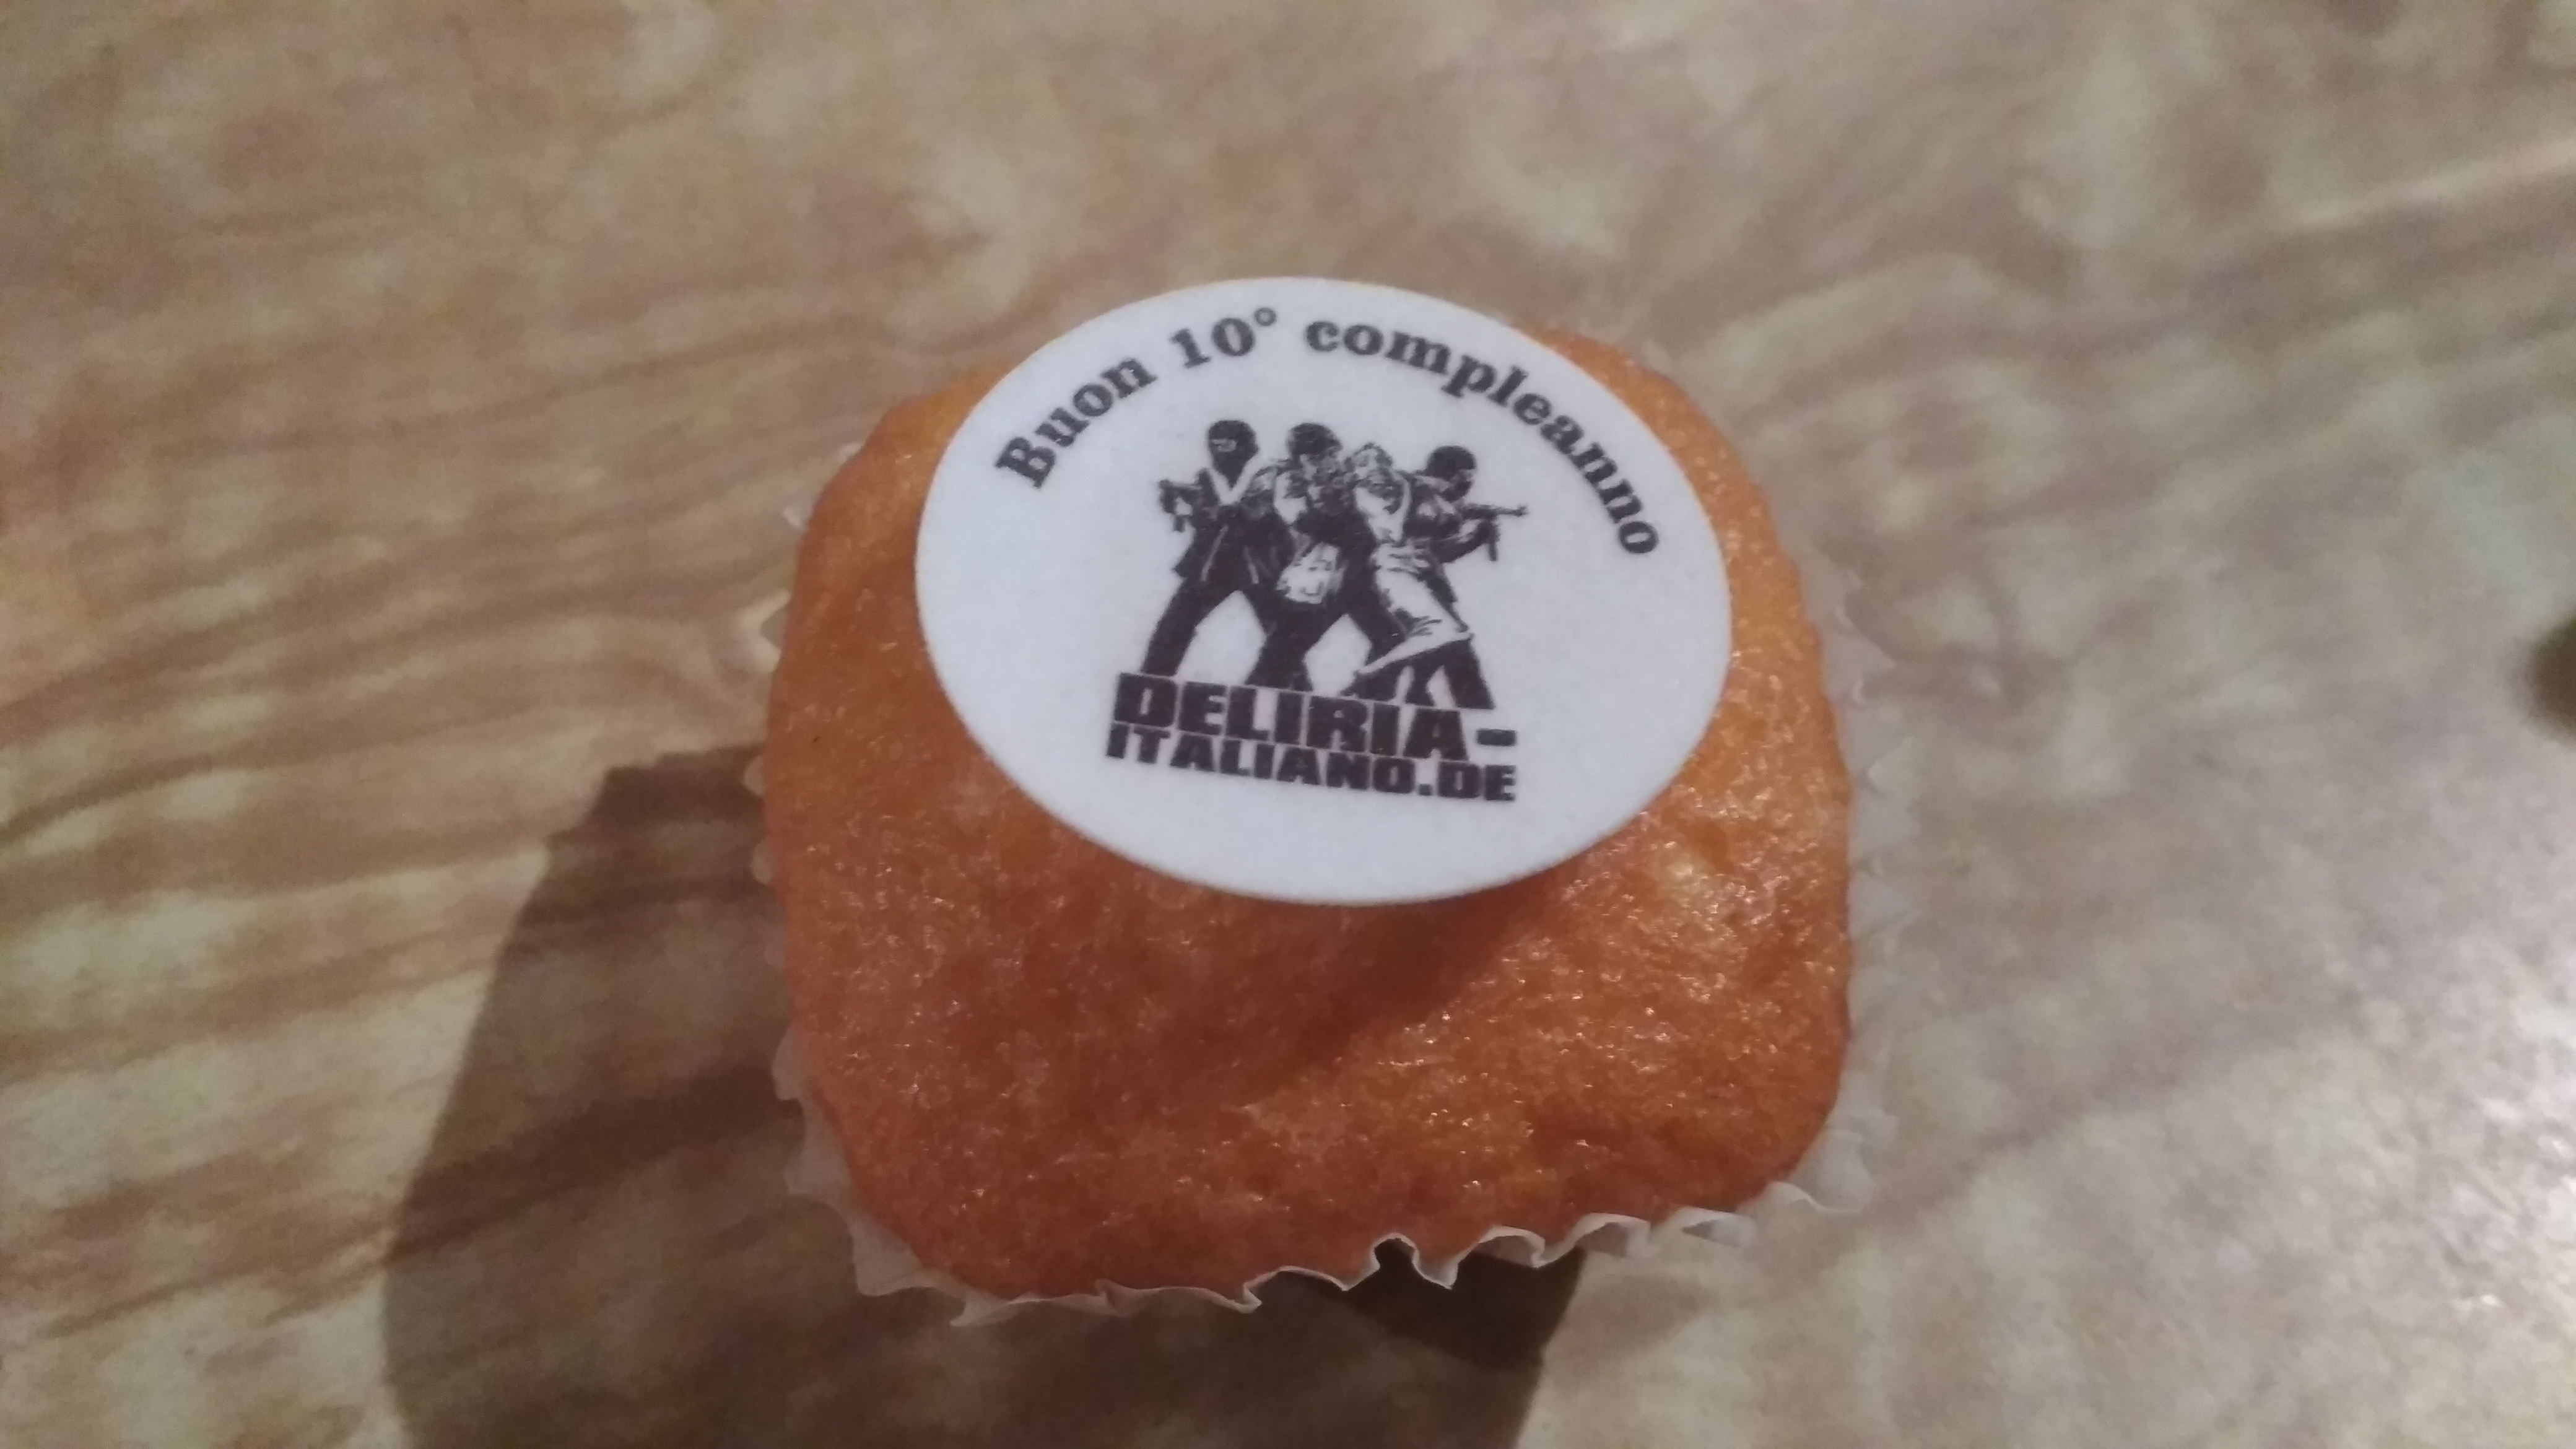 Buon 10° compleanno
DELIRIA-
ITALIANO.DE